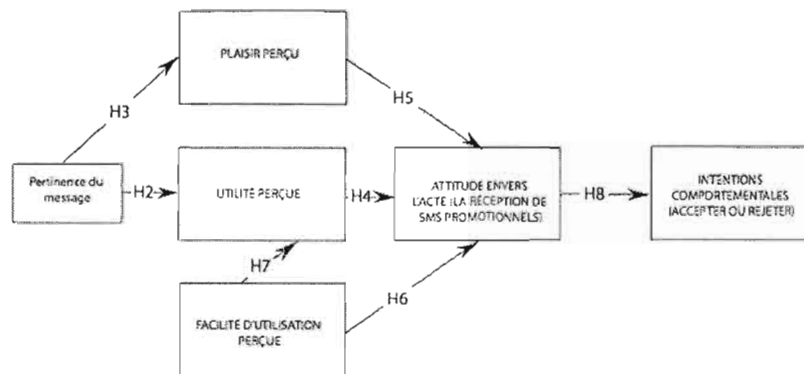 PLAISIR PERÇU
H3
H5
Pertinence du
message
H2
UTILITÉ PERÇUE
H4
ATTITUDE ENVERS
L'ACTE (LA RÉCEPTION DE
SMS PROMOTIONNELS)
H8
INTENTIONS
COMPORTEMENTALES
(ACCEPTER OU REJETER)
H7
H6
FACILITÉ D'UTILISATION
PERÇUE